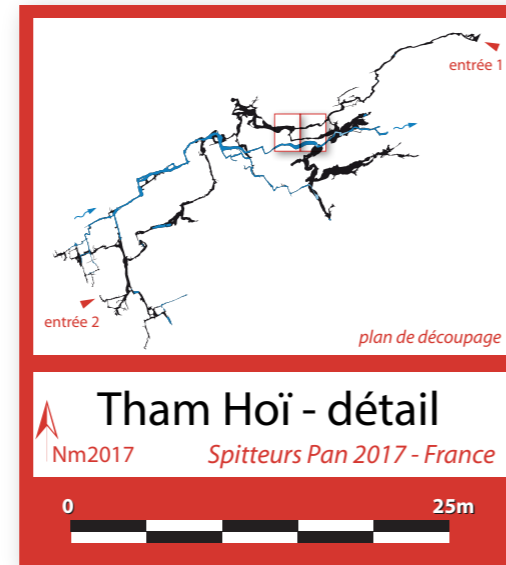 entrée 1
entrée 2
plan de découpage
Tham Hoï - détail
Nm2017 Spitteurs Pan 2017 - France
0 25m